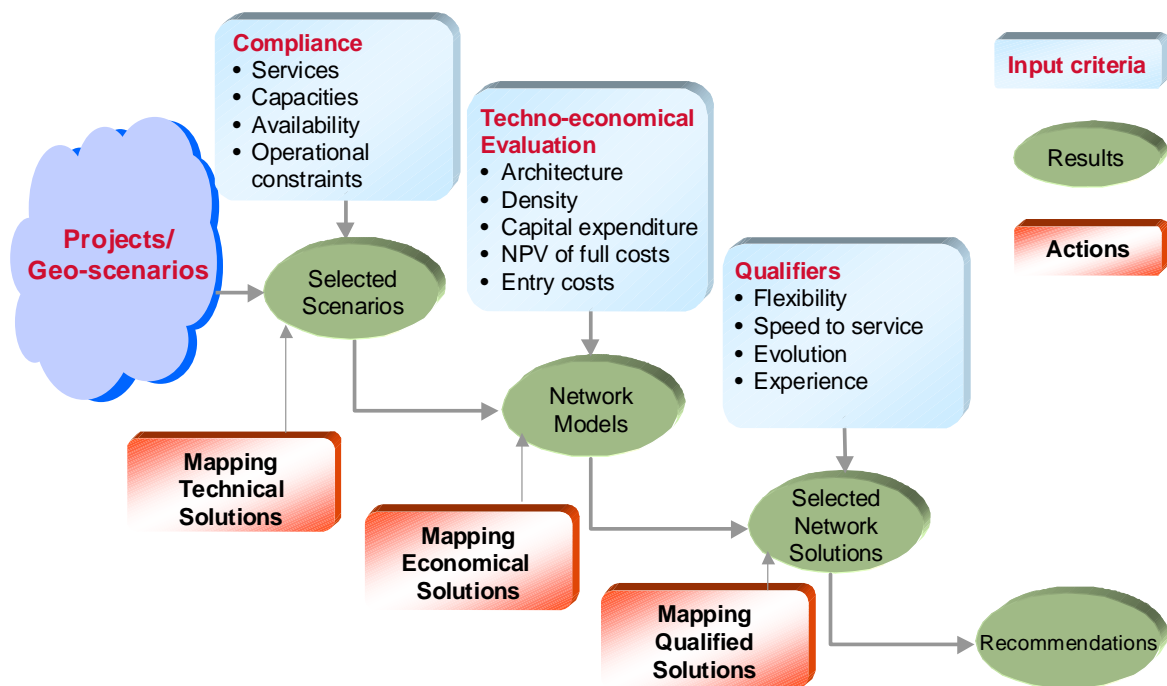 Compliance
• Services
• Capacities
• Availability
• Operational
constraints
Techno-economical
Evaluation
• Architecture
• Density
• Capital expenditure
• NPV of full costs
• Entry costs
Qualifiers
• Flexibility
• Speed to service
• Evolution
• Experience
Input criteria
Results
Actions
Projects/
Geo-scenarios
Selected
Scenarios
Network
Models
Selected
Network
Solutions
Recommendations
Mapping
Technical
Solutions
Mapping
Economical
Solutions
Mapping
Qualified
Solutions